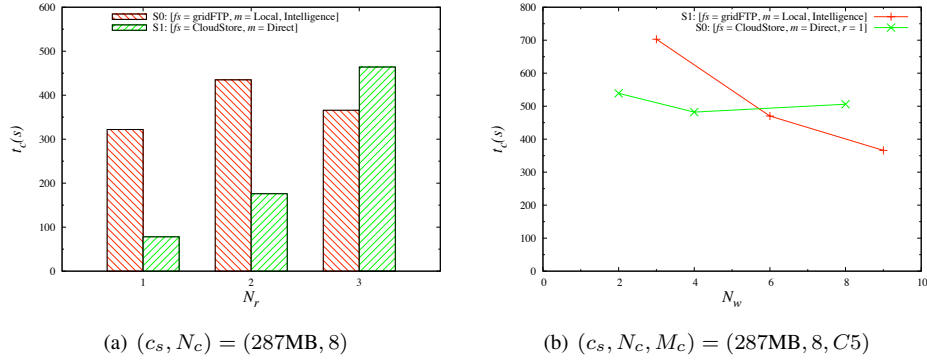 S0: [fs = gridFTP, m = Local, Intelligence]
S1: [fs = CloudStore, m = Direct]
600
500
400
300
200
100
0
t_c(s)
1 2 3
N_r
(a) (c_s, N_c) = (287MB, 8)
S1: [fs = gridFTP, m = Local, Intelligence]
S0: [fs = CloudStore, m = Direct, r = 1]
800
700
600
500
400
300
200
100
0
t_c(s)
0 2 4 6 8 10
N_w
(b) (c_s, N_c, M_c) = (287MB, 8, C5)